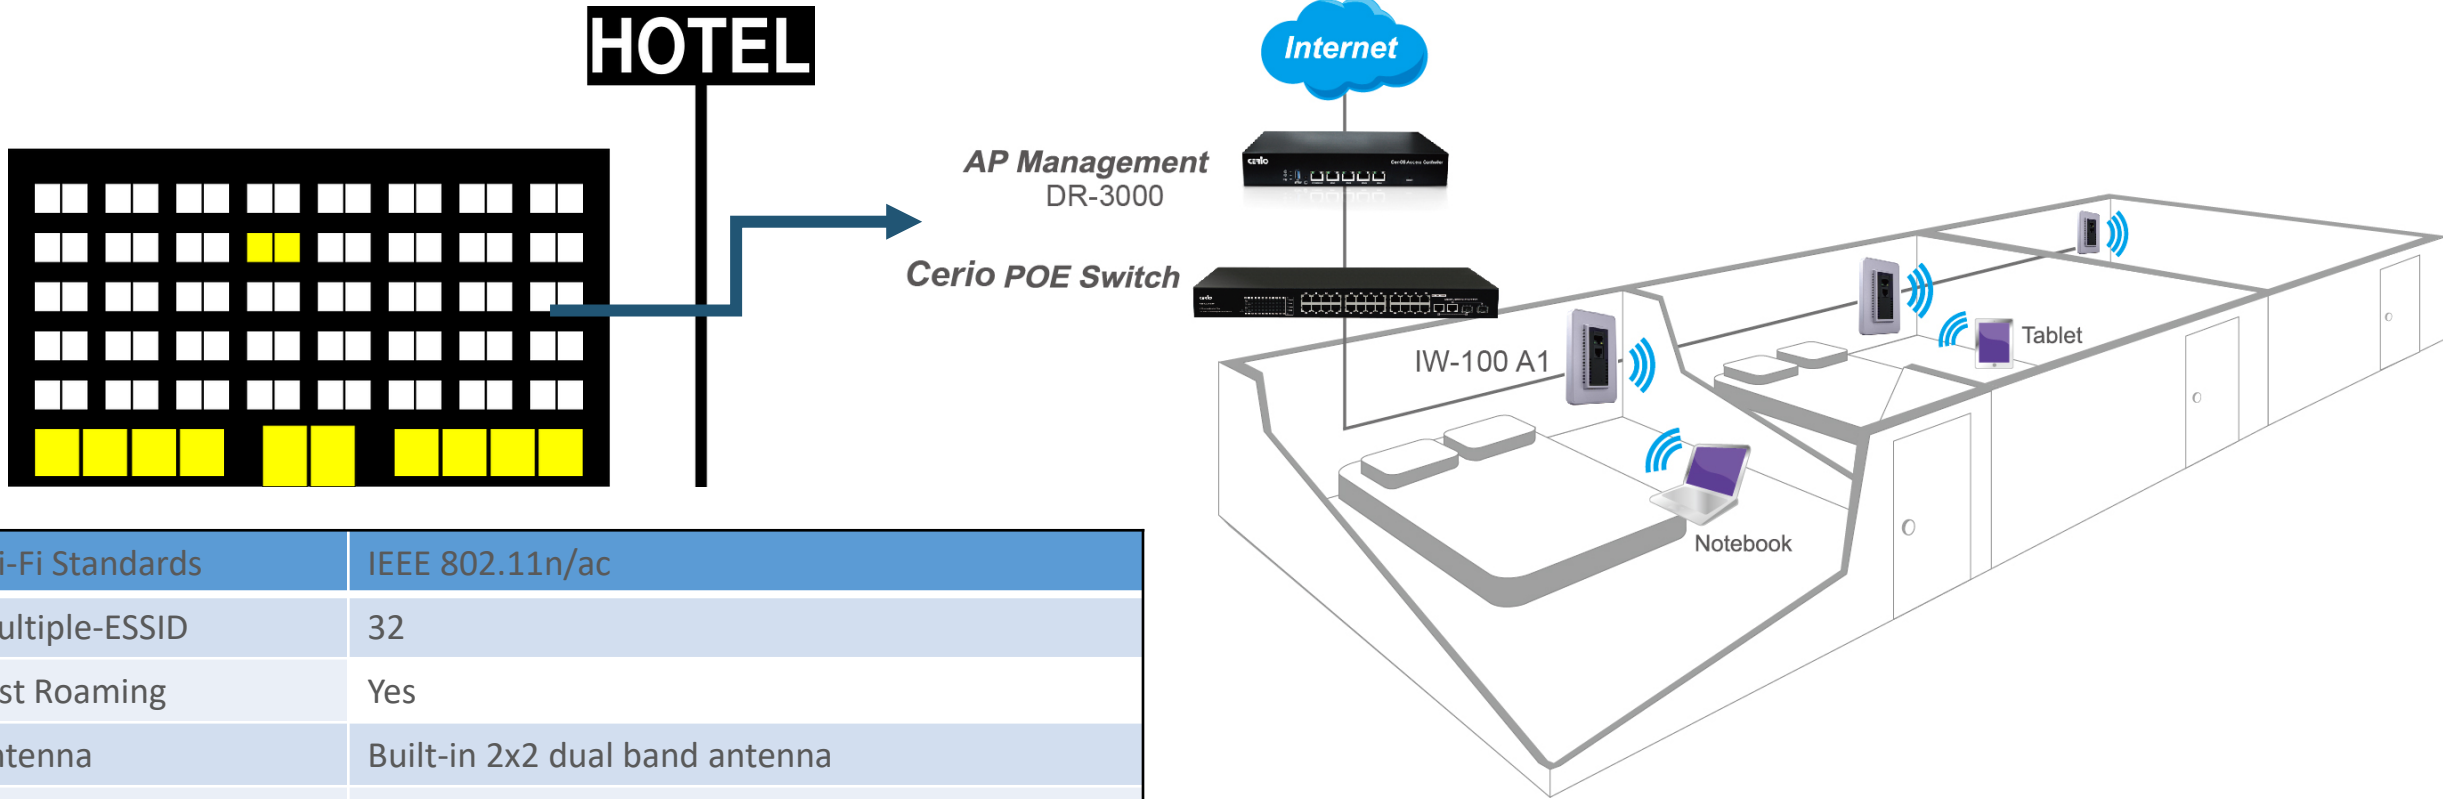 HOTEL
Internet
AP Management
DR-3000
Cerio POE Switch
IW-100 A1
Tablet
Notebook
i-Fi Standards IEEE 802.11n/ac
ultiple-ESSID 32
st Roaming Yes
ntenna Built-in 2x2 dual band antenna